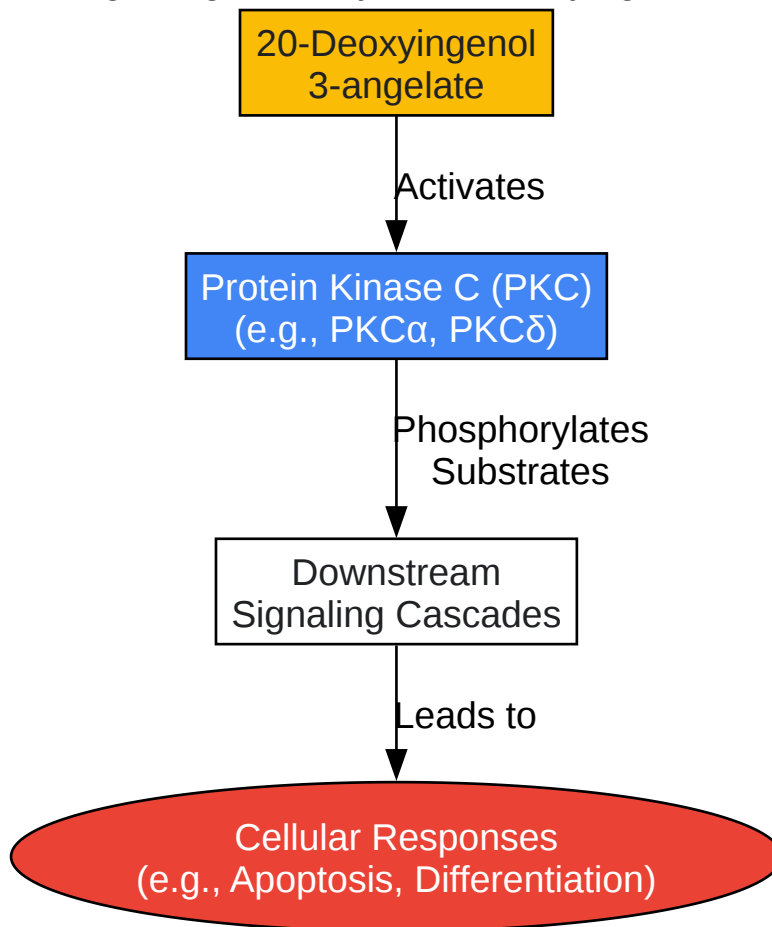 20-Deoxyingenol
3-angelate
Activates
Protein Kinase C (PKC)
(e.g., PKCα, PKCδ)
Phosphorylates
Substrates
Downstream
Signaling Cascades
Leads to
Cellular Responses
(e.g., Apoptosis, Differentiation)